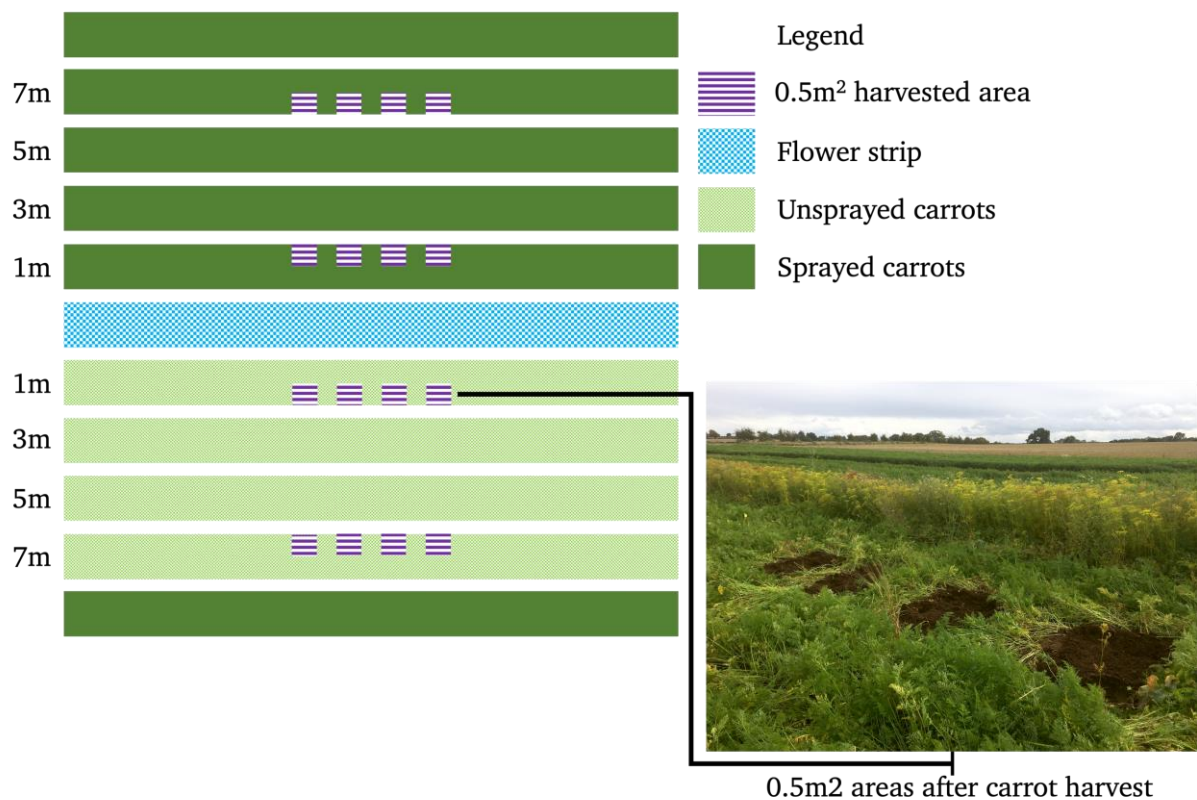 Legend
7m
0.5m² harvested area
5m
Flower strip
3m
Unsprayed carrots
1m
Sprayed carrots
1m
3m
5m
7m
0.5m2 areas after carrot harvest